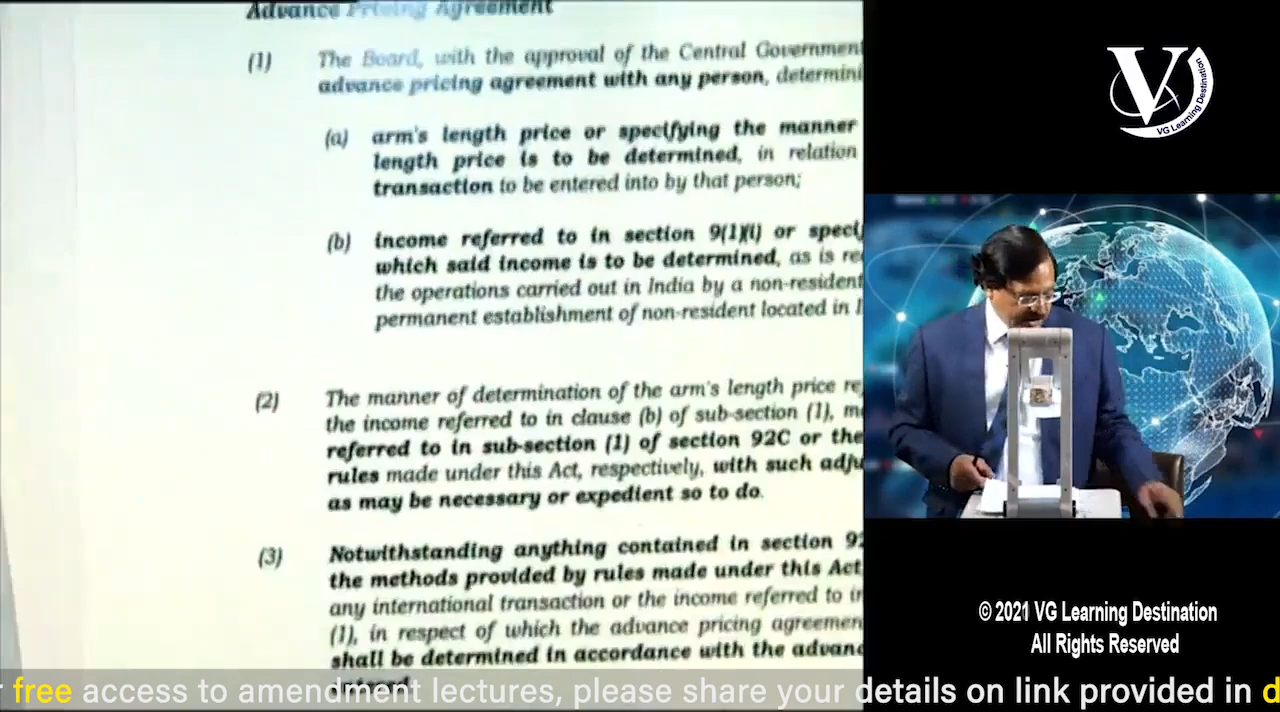 Advance Pricing Agreement
(1) The Board, with the approval of the Central Government
advance pricing agreement with any person, determini
(a) arm's length price or specifying the manner
length price is to be determined, in relation
transaction to be entered into by that person;
(b) income referred to in section 9(1)(i) or speci
which said income is to be determined, as is re
the operations carried out in India by a non-resident
permanent establishment of non-resident located in I
(2) The manner of determination of the arm's length price re
the income referred to in clause (b) of sub-section (1), m
referred to in sub-section (1) of section 92C or the
rules made under this Act, respectively, with such adju
as may be necessary or expedient so to do.
(3) Notwithstanding anything contained in section 92
the methods provided by rules made under this Act
any international transaction or the income referred to in
(1), in respect of which the advance pricing agreemen
shall be determined in accordance with the advanc
V
VG Learning Destination
© 2021 VG Learning Destination
All Rights Reserved
r free access to amendment lectures, please share your details on link provided in d